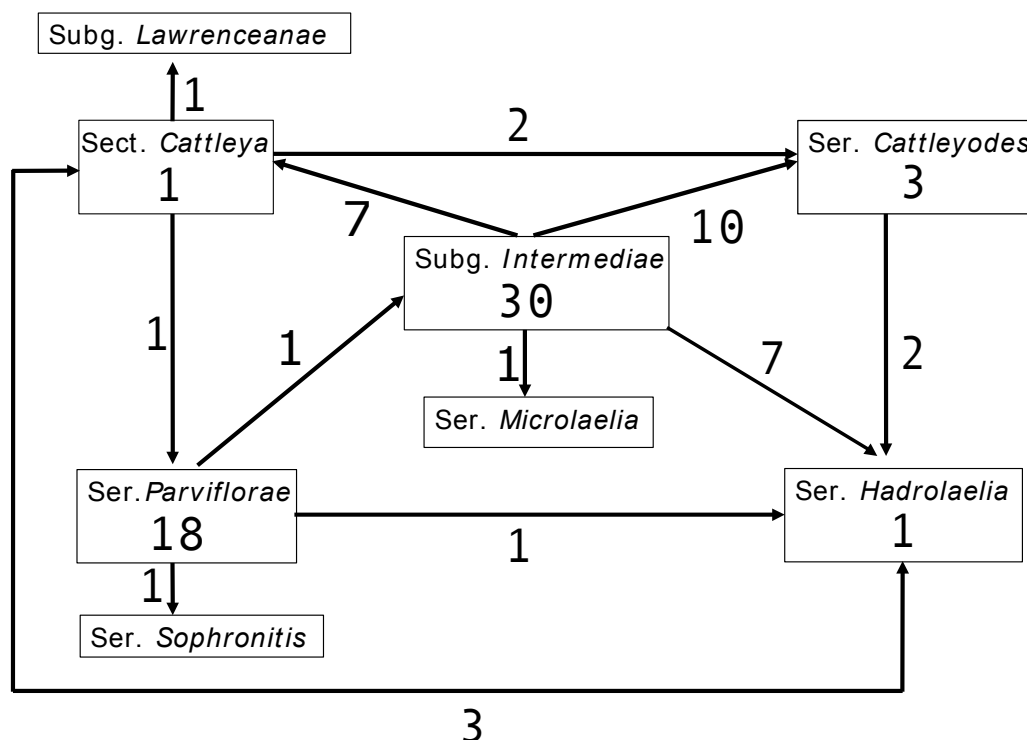 Subg. Lawrenceanae
1
Sect. Cattleya
1
2
Ser. Cattleyodes
3
7
10
Subg. Intermediae
30
1
1
1
7
2
Ser. Microlaelia
Ser. Parviflorae
18
1
Ser. Hadrolaelia
1
1
Ser. Sophronitis
3